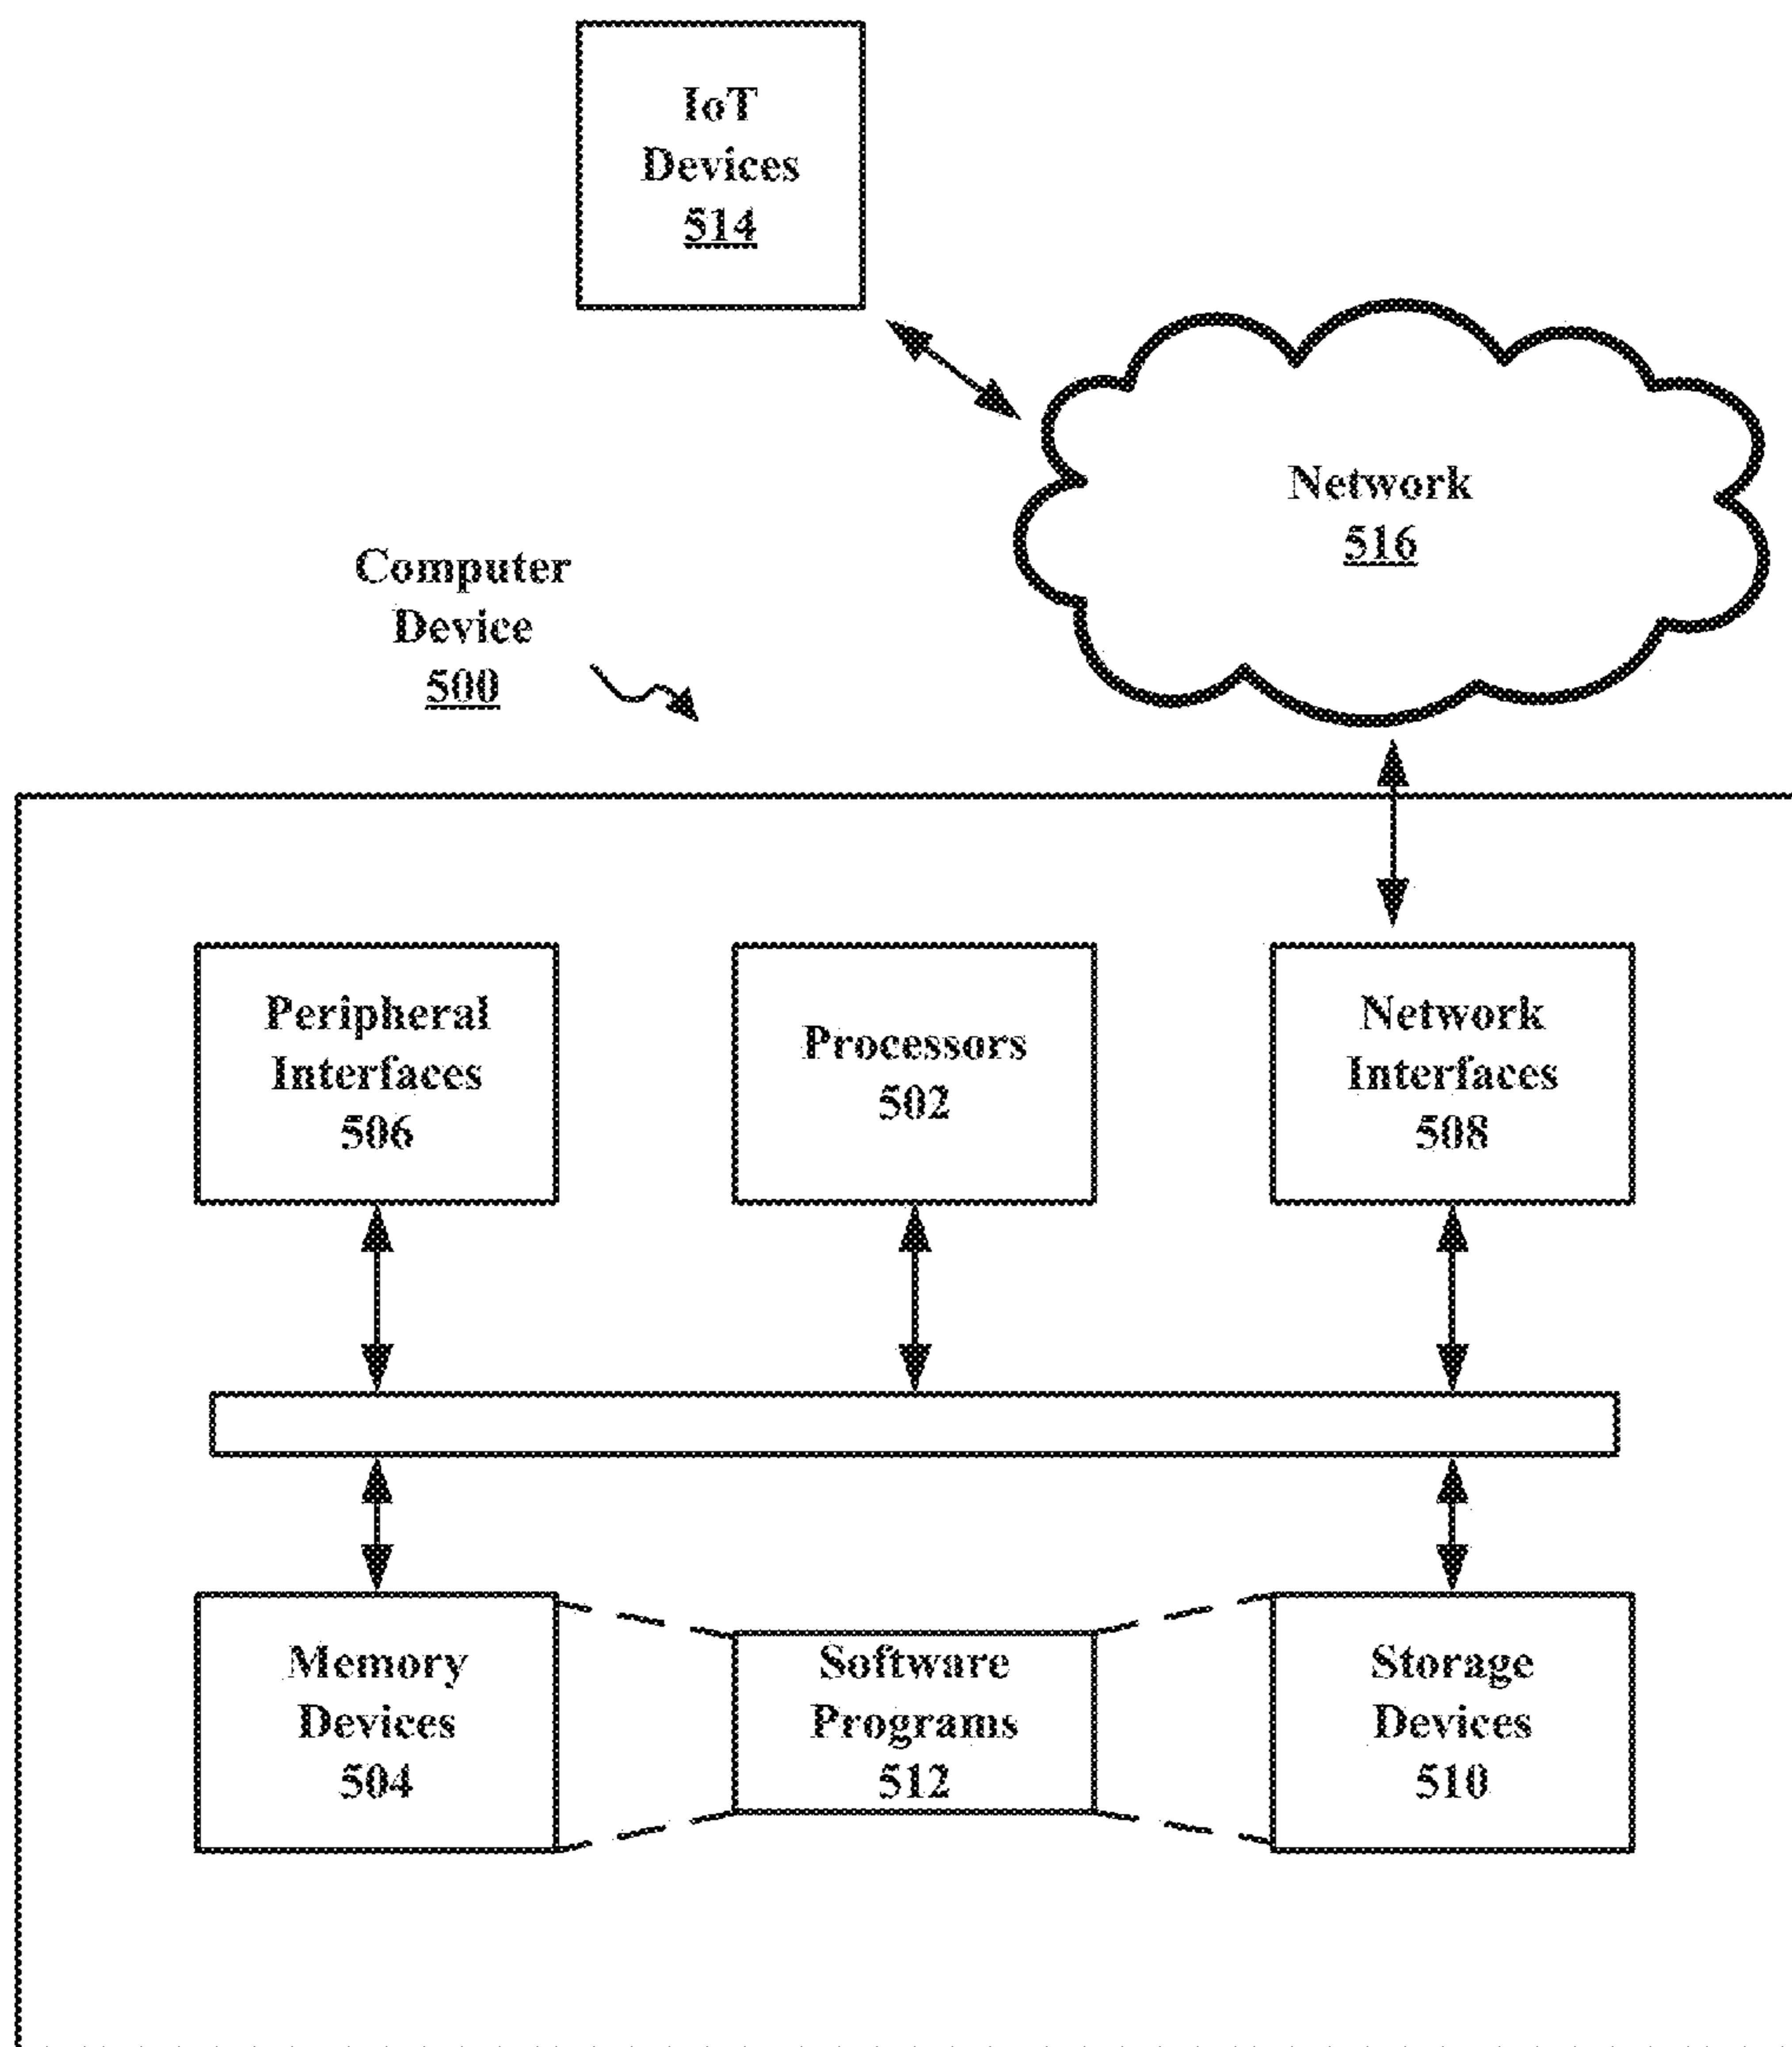 IoT
Devices
514
Network
516
Computer
Device
500
Peripheral
Interfaces
506
Processors
502
Network
Interfaces
508
Memory
Devices
504
Software
Programs
512
Storage
Devices
510